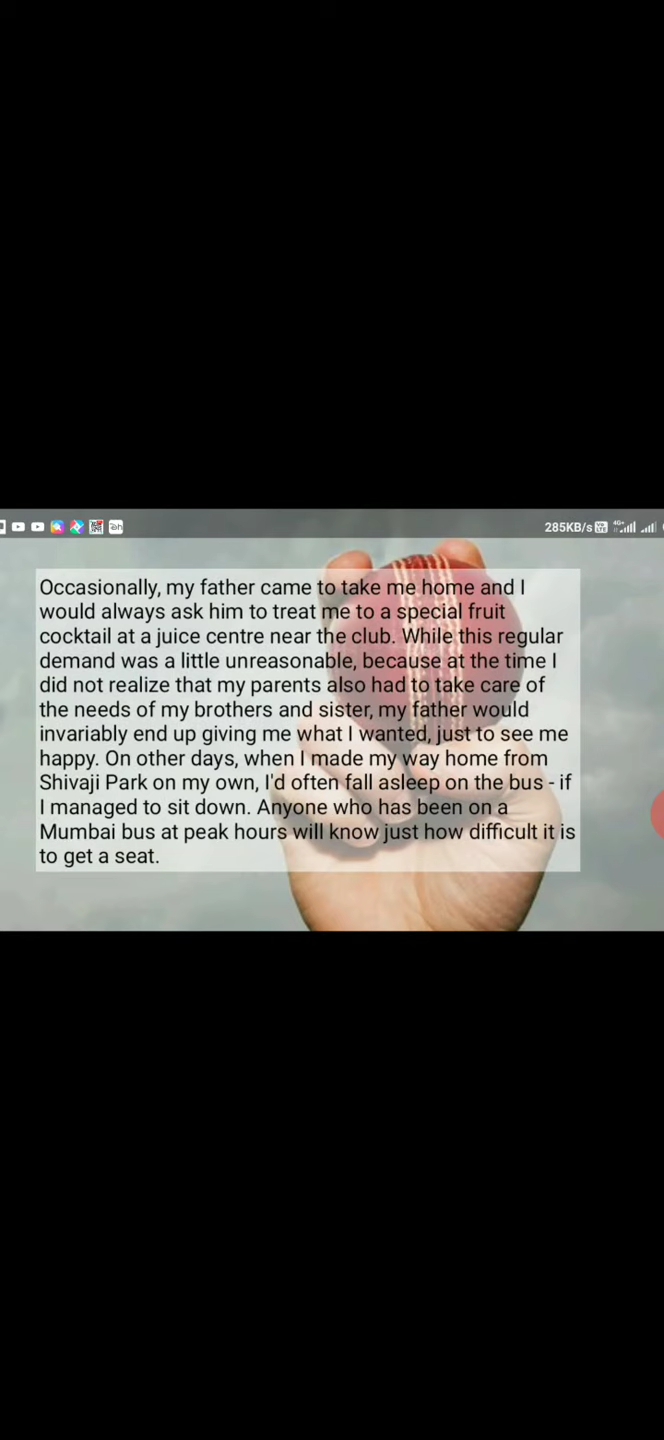 285KB/s
Occasionally, my father came to take me home and I
would always ask him to treat me to a special fruit
cocktail at a juice centre near the club. While this regular
demand was a little unreasonable, because at the time I
did not realize that my parents also had to take care of
the needs of my brothers and sister, my father would
invariably end up giving me what I wanted, just to see me
happy. On other days, when I made my way home from
Shivaji Park on my own, I'd often fall asleep on the bus - if
I managed to sit down. Anyone who has been on a
Mumbai bus at peak hours will know just how difficult it is
to get a seat.